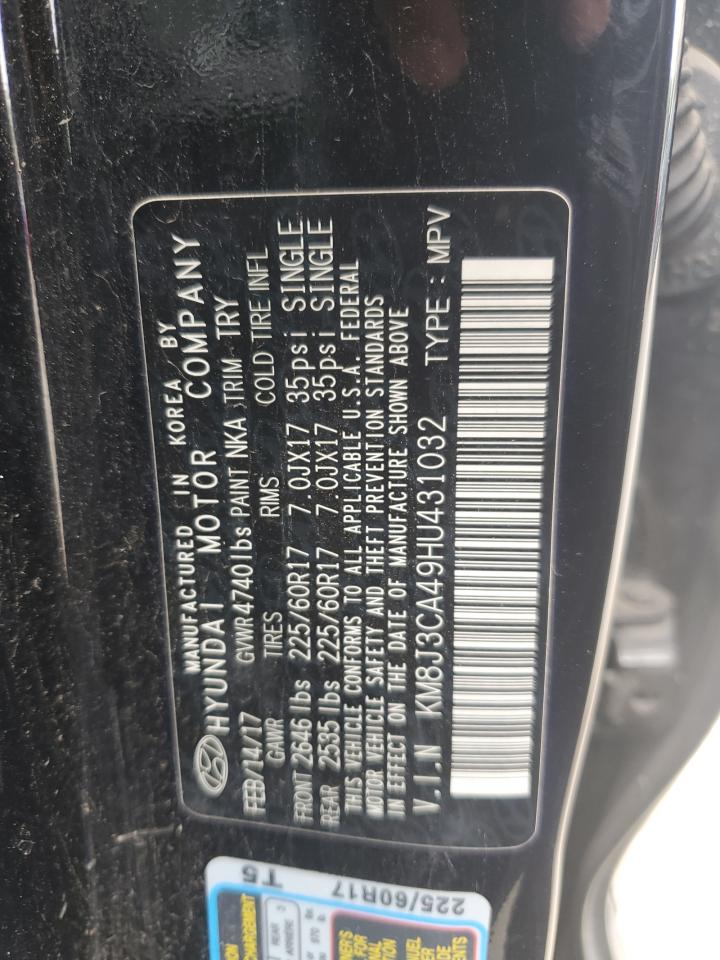 MANUFACTURED IN KOREA BY
HYUNDAI MOTOR COMPANY
FEB/14/17 GVWR 4740 lbs PAINT NKA TRIM TRY
GAWR TIRES RIMS COLD TIRE INFL
FRONT 2646 lbs 225/60R17 7.0JX17 35psi SINGLE
REAR 2535 lbs 225/60R17 7.0JX17 35psi SINGLE
THIS VEHICLE CONFORMS TO ALL APPLICABLE U.S.A. FEDERAL
MOTOR VEHICLE SAFETY AND THEFT PREVENTION STANDARDS
IN EFFECT ON THE DATE OF MANUFACTURE SHOWN ABOVE
V.I.N KM8J3CA49HU431032 TYPE : MPV
T5
225/60R17
REAR
ARRIÈRE
3